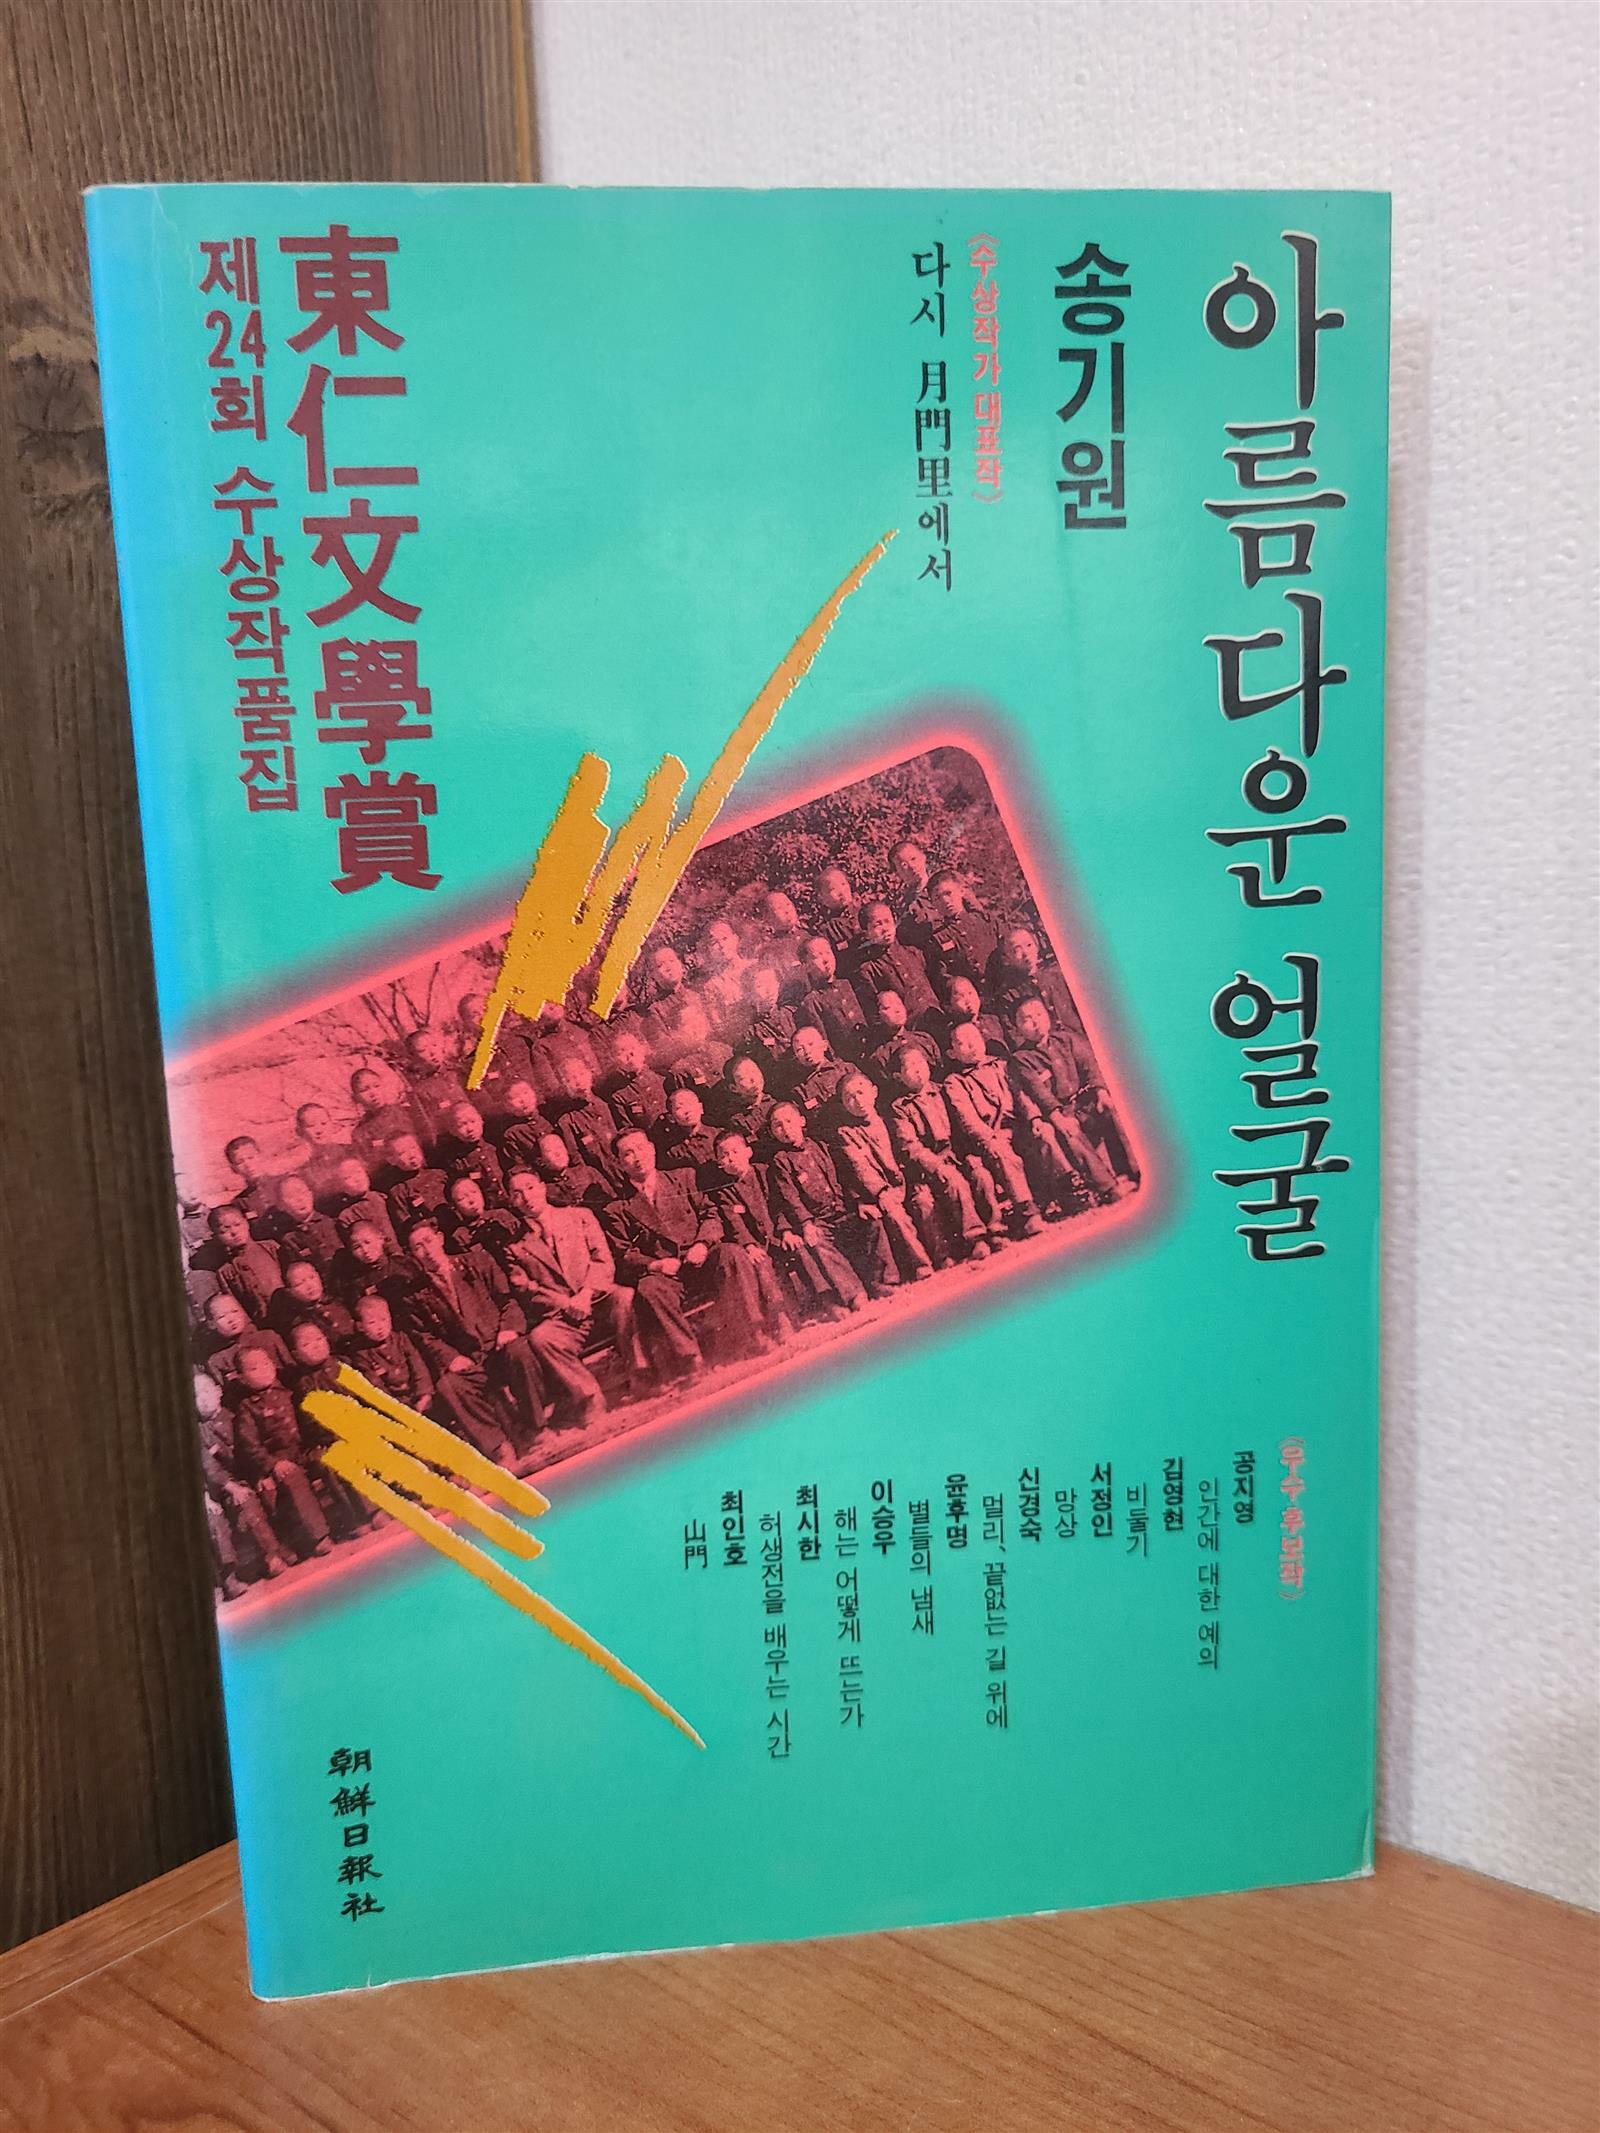 아름다운 얼굴
송기원
《수상작가 대표작》
다시 月門里에서
東仁文學賞
제24회 수상작품집
《우수후보작》
공지영
인간에 대한 예의
김영현
비둘기
서정인
망상
신경숙
멀리, 끝없는 길 위에
윤후명
별들의 냄새
이승우
해는 어떻게 뜨는가
최시한
허생전을 배우는 시간
최인호
山門
朝鮮日報社